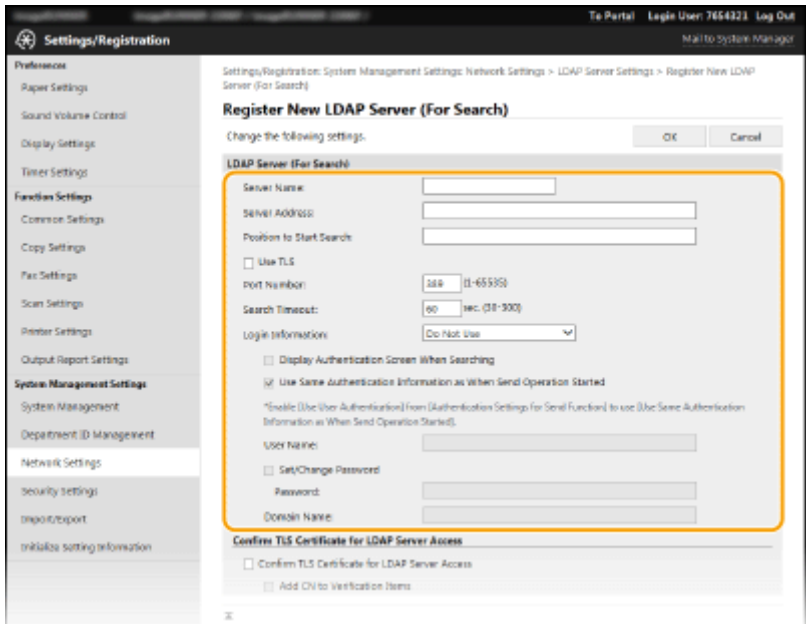 To Portal Login User: 7654321 Log Out
Settings/Registration
Mail to System Manager
Preferences
Paper Settings
Sound Volume Control
Display Settings
Timer Settings
Function Settings
Common Settings
Copy Settings
Fax Settings
Scan Settings
Printer Settings
Output Report Settings
System Management Settings
System Management
Department ID Management
Network Settings
Security Settings
Import/Export
Initialize Setting Information
Settings/Registration: System Management Settings: Network Settings > LDAP Server Settings > Register New LDAP
Server (For Search)
Register New LDAP Server (For Search)
Change the following settings.
OK
Cancel
LDAP Server (For Search)
Server Name:
Server Address:
Position to Start Search:
Use TLS
Port Number: 389 (1-65535)
Search Timeout: 60 sec. (30-300)
Login Information: Do Not Use
Display Authentication Screen When Searching
Use Same Authentication Information as When Send Operation Started
*Enable [Use User Authentication] from [Authentication Settings for Send Function] to use [Use Same Authentication
Information as When Send Operation Started].
User Name:
Set/Change Password
Password:
Domain Name:
Confirm TLS Certificate for LDAP Server Access
Confirm TLS Certificate for LDAP Server Access
Add CN to Verification Items